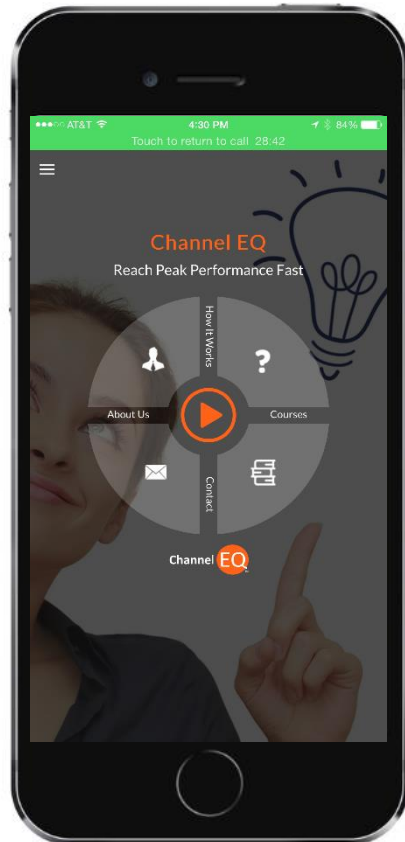 AT&T 4:30 PM 84%
Touch to return to call 28:42
Channel EQ
Reach Peak Performance Fast
How It Works
?
About Us
Courses
Contact
Channel EQ